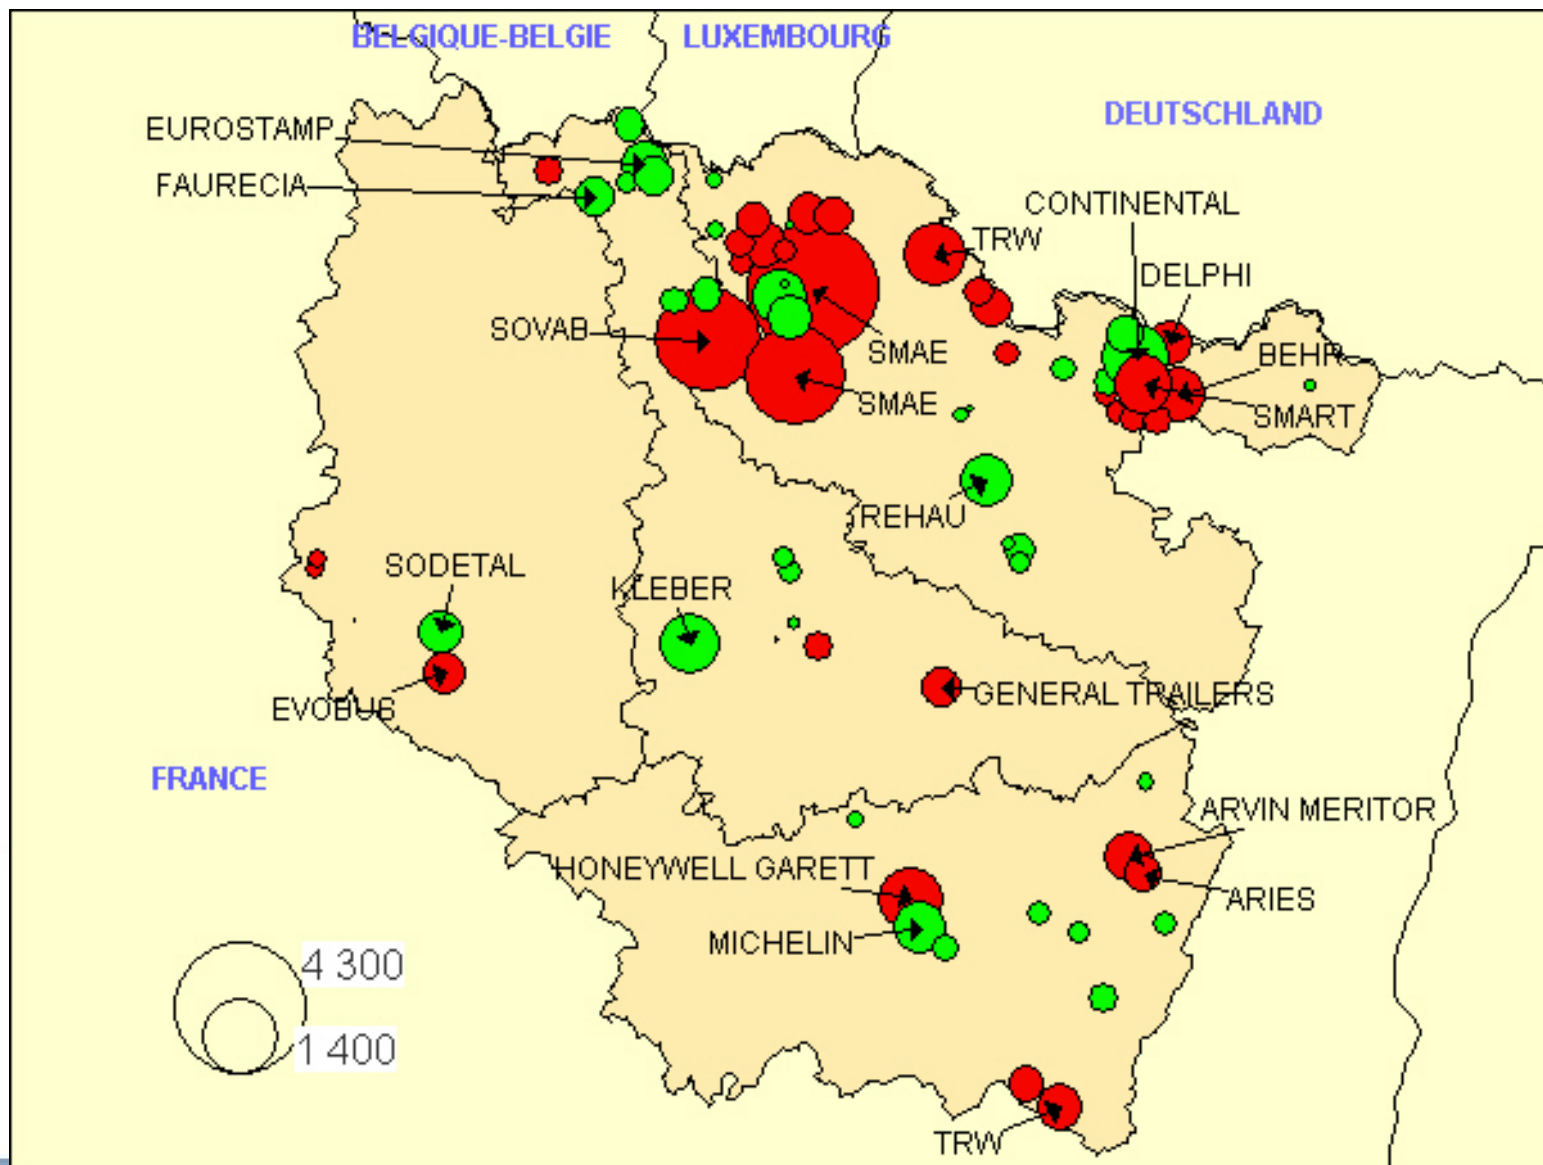 BELGIQUE-BELGIE
LUXEMBOURG
DEUTSCHLAND
EUROSTAMP
FAURECIA
CONTINENTAL
TRW
DELPHI
SOVAB
SMAE
BEHR
SMAE
SMART
REHAU
SODETAL
KLEBER
EVOBUS
GENERAL TRAILERS
FRANCE
ARVIN MERITOR
HONEYWELL GARETT
ARIES
MICHELIN
4 300
1 400
TRW